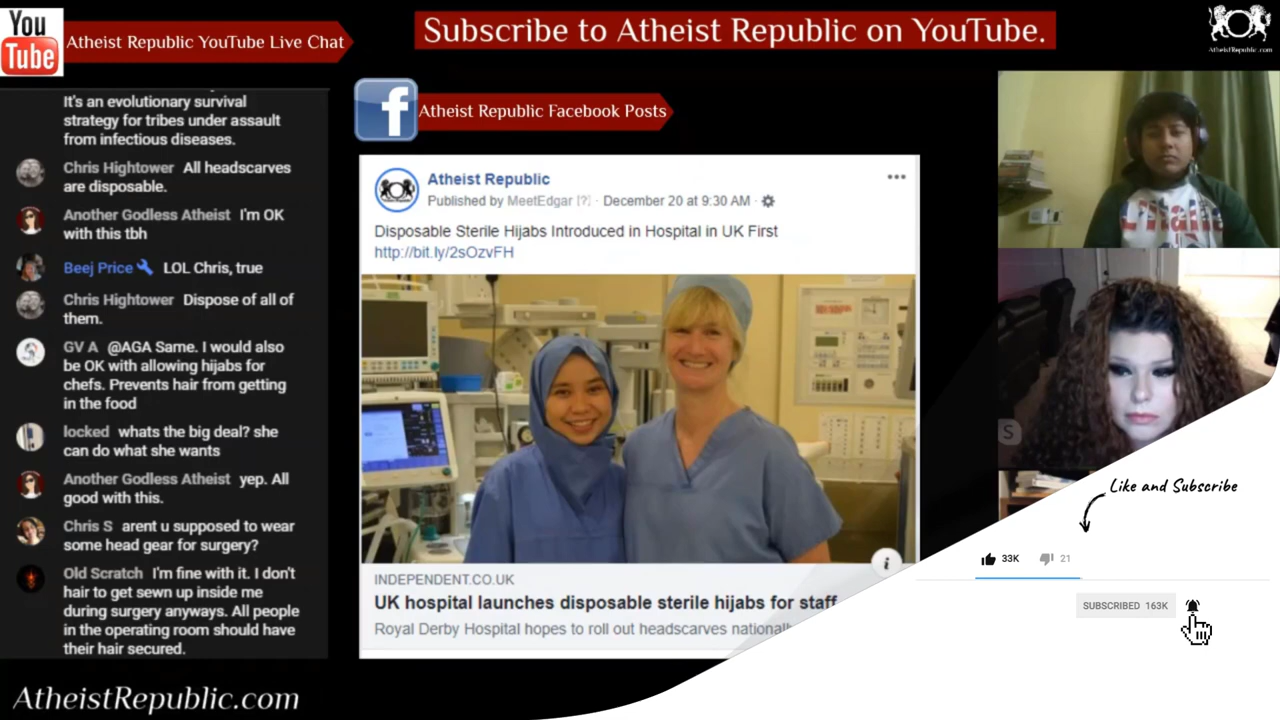 You
Tube
Atheist Republic YouTube Live Chat
Subscribe to Atheist Republic on YouTube.
AtheistRepublic.com
It's an evolutionary survival
strategy for tribes under assault
from infectious diseases.
Chris Hightower All headscarves
are disposable.
Another Godless Atheist I'm OK
with this tbh
Beej Price LOL Chris, true
Chris Hightower Dispose of all of
them.
GV A @AGA Same. I would also
be OK with allowing hijabs for
chefs. Prevents hair from getting
in the food
locked whats the big deal? she
can do what she wants
Another Godless Atheist yep. All
good with this.
Chris S arent u supposed to wear
some head gear for surgery?
Old Scratch I'm fine with it. I don't
hair to get sewn up inside me
during surgery anyways. All people
in the operating room should have
their hair secured.
AtheistRepublic.com
f
Atheist Republic Facebook Posts
Atheist Republic
Published by MeetEdgar [?] · December 20 at 9:30 AM ·
Disposable Sterile Hijabs Introduced in Hospital in UK First
http://bit.ly/2sOzvFH
i
INDEPENDENT.CO.UK
UK hospital launches disposable sterile hijabs for staff
Royal Derby Hospital hopes to roll out headscarves
S
Like and Subscribe
33K 21
SUBSCRIBED 163K